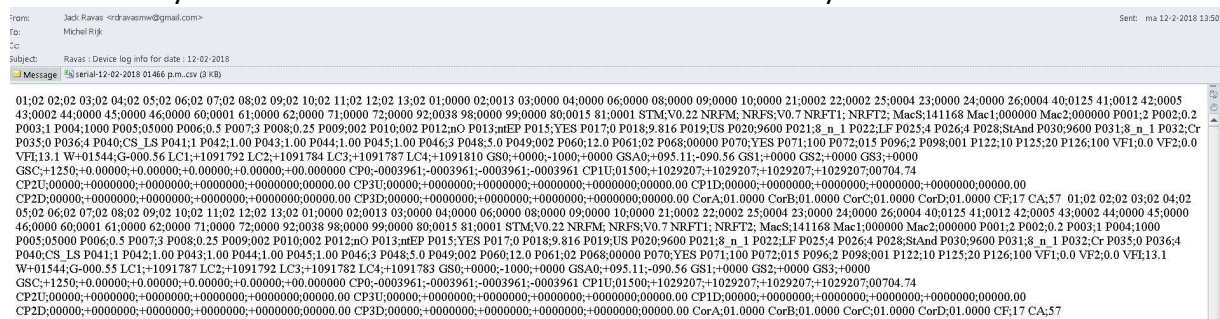 From: Jack Ravas <rdravasmw@gmail.com> Sent: ma 12-2-2018 13:50
To: Michel Rijk
Cc:
Subject: Ravas : Device log info for date : 12-02-2018
Message serial-12-02-2018 01466 p.m..csv (3 KB)
01;02 02;02 03;02 04;02 05;02 06;02 07;02 08;02 09;02 10;02 11;02 12;02 13;02 01;0000 02;0013 03;0000 04;0000 06;0000 08;0000 09;0000 10;0000 21;0002 22;0002 25;0004 23;0000 24;0000 26;0004 40;0125 41;0012 42;0005
43;0002 44;0000 45;0000 46;0000 60;0001 61;0000 62;0000 71;0000 72;0000 92;0038 98;0000 99;0000 80;0015 81;0001 STM;V0.22 NRFM; NRFS;V0.7 NRFT1; NRFT2; MacS;141168 Mac1;000000 Mac2;000000 P001;2 P002;0.2
P003;1 P004;1000 P005;05000 P006;0.5 P007;3 P008;0.25 P009;002 P010;002 P012;nO P013;ntEP P015;YES P017;0 P018;9.816 P019;US P020;9600 P021;8_n_1 P022;LF P025;4 P026;4 P028;StAnd P030;9600 P031;8_n_1 P032;Cr
P035;0 P036;4 P040;CS_LS P041;1 P042;1.00 P043;1.00 P044;1.00 P045;1.00 P046;3 P048;5.0 P049;002 P060;12.0 P061;02 P068;00000 P070;YES P071;100 P072;015 P096;2 P098;001 P122;10 P125;20 P126;100 VF1;0.0 VF2;0.0
VFI;13.1 W+01544;G-000.56 LC1;+1091792 LC2;+1091784 LC3;+1091787 LC4;+1091810 GS0;+0000;-1000;+0000 GSA0;+095.11;-090.56 GS1;+0000 GS2;+0000 GS3;+0000
GSC;+1250;+0.00000;+0.00000;+0.00000;+00.000000 CP0;-0003961;-0003961;-0003961;-0003961 CP1U;01500;+1029207;+1029207;+1029207;+1029207;00704.74
CP2U;00000;+0000000;+0000000;+0000000;+0000000;00000.00 CP3U;00000;+0000000;+0000000;+0000000;+0000000;00000.00 CP1D;00000;+0000000;+0000000;+0000000;+0000000;00000.00
CP2D;00000;+0000000;+0000000;+0000000;+0000000;00000.00 CP3D;00000;+0000000;+0000000;+0000000;+0000000;00000.00 CorA;01.0000 CorB;01.0000 CorC;01.0000 CorD;01.0000 CF;17 CA;57 01;02 02;02 03;02 04;02
05;02 06;02 07;02 08;02 09;02 10;02 11;02 12;02 13;02 01;0000 02;0013 03;0000 04;0000 06;0000 08;0000 09;0000 10;0000 21;0002 22;0002 25;0004 23;0000 24;0000 26;0004 40;0125 41;0012 42;0005 43;0002 44;0000 45;0000
46;0000 60;0001 61;0000 62;0000 71;0000 72;0000 92;0038 98;0000 99;0000 80;0015 81;0001 STM;V0.22 NRFM; NRFS;V0.7 NRFT1; NRFT2; MacS;141168 Mac1;000000 Mac2;000000 P001;2 P002;0.2 P003;1 P004;1000
P005;05000 P006;0.5 P007;3 P008;0.25 P009;002 P010;002 P012;nO P013;ntEP P015;YES P017;0 P018;9.816 P019;US P020;9600 P021;8_n_1 P022;LF P025;4 P026;4 P028;StAnd P030;9600 P031;8_n_1 P032;Cr P035;0 P036;4
P040;CS_LS P041;1 P042;1.00 P043;1.00 P044;1.00 P045;1.00 P046;3 P048;5.0 P049;002 P060;12.0 P061;02 P068;00000 P070;YES P071;100 P072;015 P096;2 P098;001 P122;10 P125;20 P126;100 VF1;0.0 VF2;0.0 VFI;13.1
W+01544;G-000.55 LC1;+1091787 LC2;+1091792 LC3;+1091782 LC4;+1091783 GS0;+0000;-1000;+0000 GSA0;+095.11;-090.56 GS1;+0000 GS2;+0000 GS3;+0000
GSC;+1250;+0.00000;+0.00000;+0.00000;+00.000000 CP0;-0003961;-0003961;-0003961;-0003961 CP1U;01500;+1029207;+1029207;+1029207;+1029207;00704.74
CP2U;00000;+0000000;+0000000;+0000000;+0000000;00000.00 CP3U;00000;+0000000;+0000000;+0000000;+0000000;00000.00 CP1D;00000;+0000000;+0000000;+0000000;+0000000;00000.00
CP2D;00000;+0000000;+0000000;+0000000;+0000000;00000.00 CP3D;00000;+0000000;+0000000;+0000000;+0000000;00000.00 CorA;01.0000 CorB;01.0000 CorC;01.0000 CorD;01.0000 CF;17 CA;57